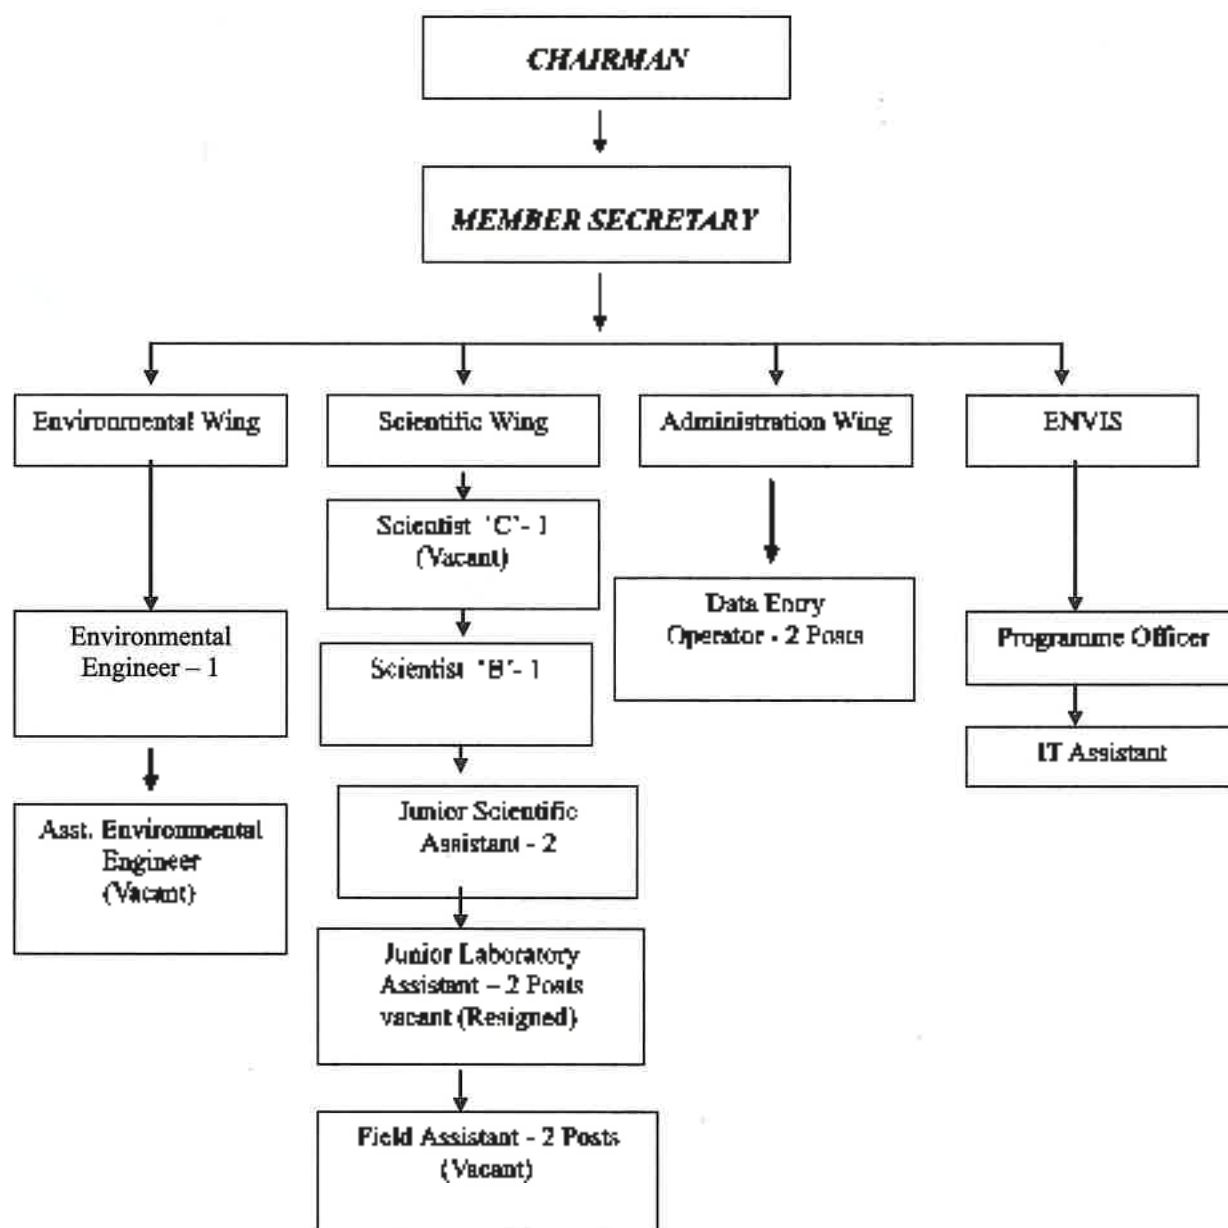 CHAIRMAN
MEMBER SECRETARY
Environmental Wing
Scientific Wing
Administration Wing
ENVIS
Scientist 'C'- 1
(Vacant)
Data Entry
Operator - 2 Posts
Environmental
Engineer – 1
Programme Officer
Scientist 'B'- 1
IT Assistant
Junior Scientific
Assistant - 2
Asst. Environmental
Engineer
(Vacant)
Junior Laboratory
Assistant – 2 Posts
vacant (Resigned)
Field Assistant - 2 Posts
(Vacant)